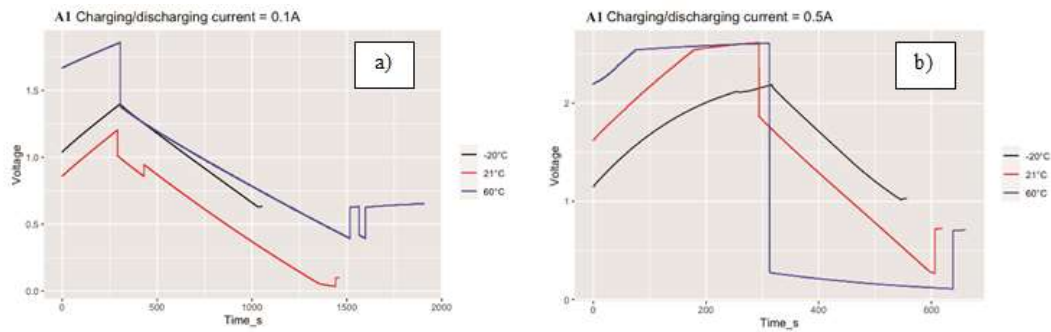 A1 Charging/discharging current = 0.1A
a)
1.5
1.0
0.5
0.0
Voltage
0
500
1000
1500
2000
Time_s
-20°C
21°C
60°C
A1 Charging/discharging current = 0.5A
b)
2
1
0
Voltage
0
200
400
600
Time_s
-20°C
21°C
60°C